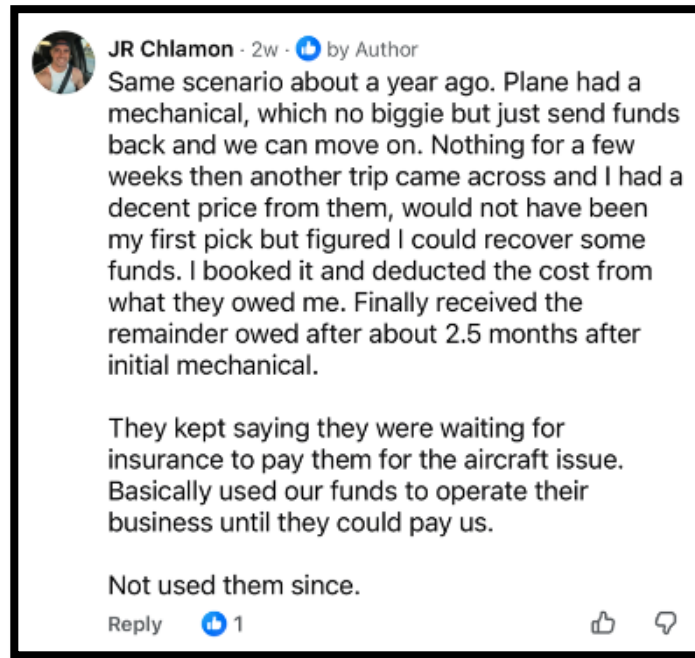 JR Chlamon · 2w · by Author
Same scenario about a year ago. Plane had a
mechanical, which no biggie but just send funds
back and we can move on. Nothing for a few
weeks then another trip came across and I had a
decent price from them, would not have been
my first pick but figured I could recover some
funds. I booked it and deducted the cost from
what they owed me. Finally received the
remainder owed after about 2.5 months after
initial mechanical.
They kept saying they were waiting for
insurance to pay them for the aircraft issue.
Basically used our funds to operate their
business until they could pay us.
Not used them since.
Reply 1